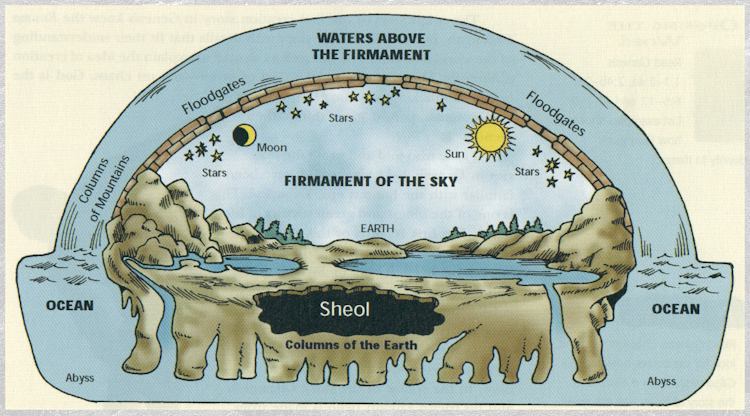 WATERS ABOVE
THE FIRMAMENT
Floodgates
Floodgates
Stars
Moon
Sun
Stars
Stars
Columns
of Mountains
FIRMAMENT OF THE SKY
EARTH
OCEAN
Sheol
OCEAN
Columns of the Earth
Abyss
Abyss